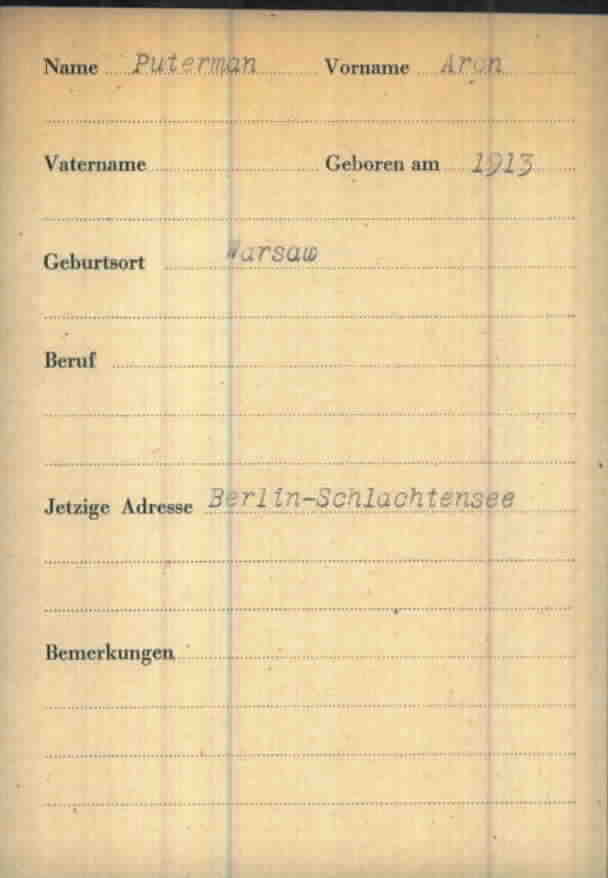 Name Puterman Vorname Aron
Vatername Geboren am 1913
Geburtsort Warsaw
Beruf
Jetzige Adresse Berlin-Schlachtensee
Bemerkungen